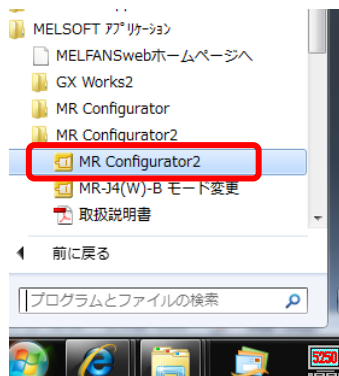 MELSOFT ｱﾌﾟﾘｹｰｼｮﾝ
MELFANSwebホームページへ
GX Works2
MR Configurator
MR Configurator2
MR Configurator2
MR-J4(W)-B モード変更
取扱説明書
前に戻る
プログラムとファイルの検索
5250